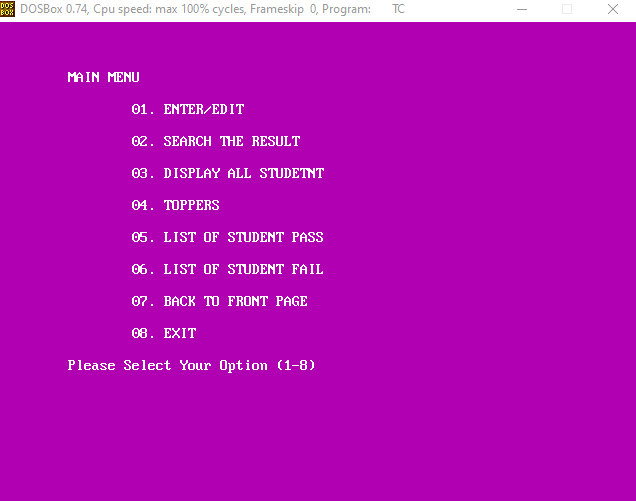 DOS BOX DOSBox 0.74, Cpu speed: max 100% cycles, Frameskip 0, Program: TC
MAIN MENU
01. ENTER/EDIT
02. SEARCH THE RESULT
03. DISPLAY ALL STUDETNT
04. TOPPERS
05. LIST OF STUDENT PASS
06. LIST OF STUDENT FAIL
07. BACK TO FRONT PAGE
08. EXIT
Please Select Your Option (1-8)